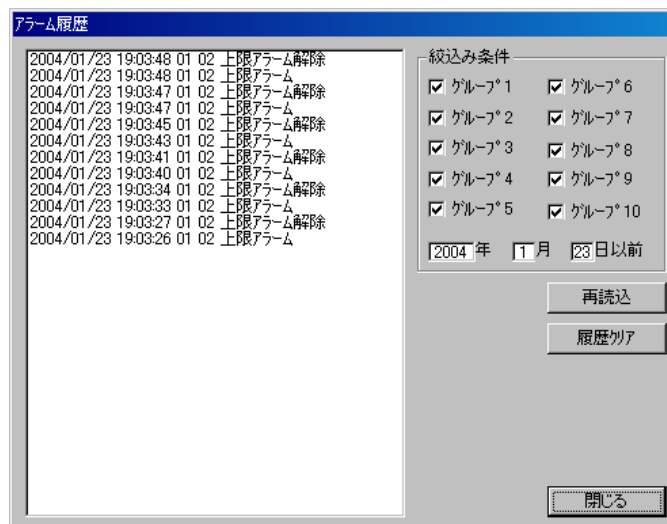 アラーム履歴
2004/01/23 19:03:48 01 02 上限アラーム解除
2004/01/23 19:03:48 01 02 上限アラーム
2004/01/23 19:03:47 01 02 上限アラーム解除
2004/01/23 19:03:47 01 02 上限アラーム
2004/01/23 19:03:45 01 02 上限アラーム解除
2004/01/23 19:03:43 01 02 上限アラーム
2004/01/23 19:03:41 01 02 上限アラーム解除
2004/01/23 19:03:40 01 02 上限アラーム
2004/01/23 19:03:34 01 02 上限アラーム解除
2004/01/23 19:03:33 01 02 上限アラーム
2004/01/23 19:03:27 01 02 上限アラーム解除
2004/01/23 19:03:26 01 02 上限アラーム
絞込み条件
グループ1 グループ6
グループ2 グループ7
グループ3 グループ8
グループ4 グループ9
グループ5 グループ10
2004 年 1 月 23 日以前
再読込
履歴クリア
閉じる